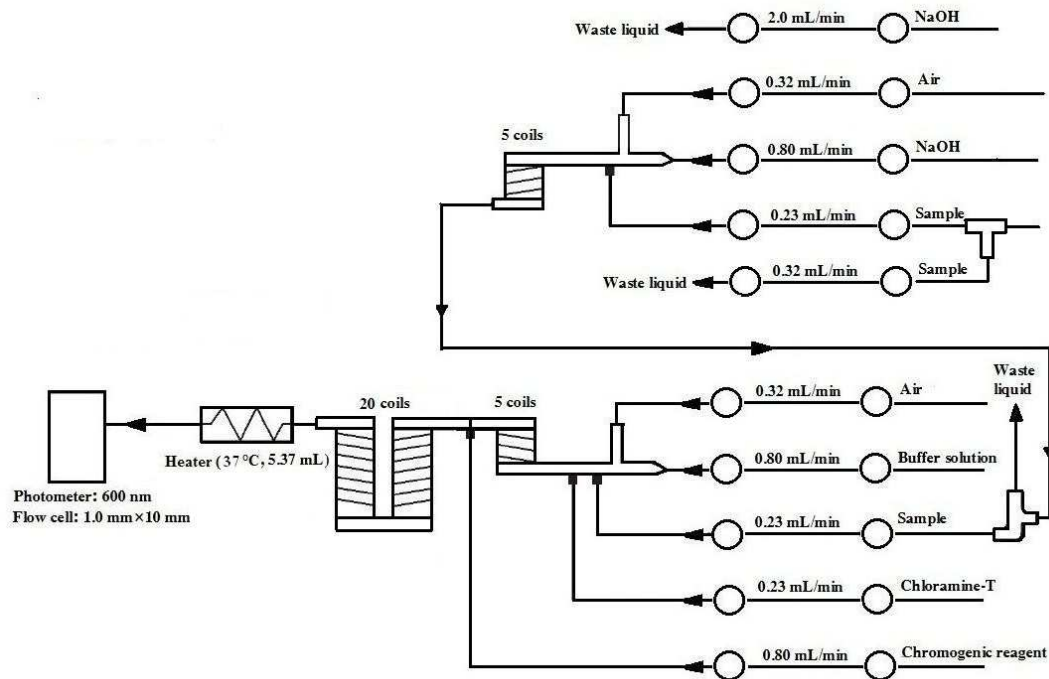 Waste liquid 2.0 mL/min NaOH
0.32 mL/min Air
5 coils
0.80 mL/min NaOH
0.23 mL/min Sample
Waste liquid 0.32 mL/min Sample
Waste
liquid
20 coils 5 coils 0.32 mL/min Air
Heater (37°C, 5.37 mL)
0.80 mL/min Buffer solution
Photometer: 600 nm
Flow cell: 1.0 mm×10 mm
0.23 mL/min Sample
0.23 mL/min Chloramine-T
0.80 mL/min Chromogenic reagent